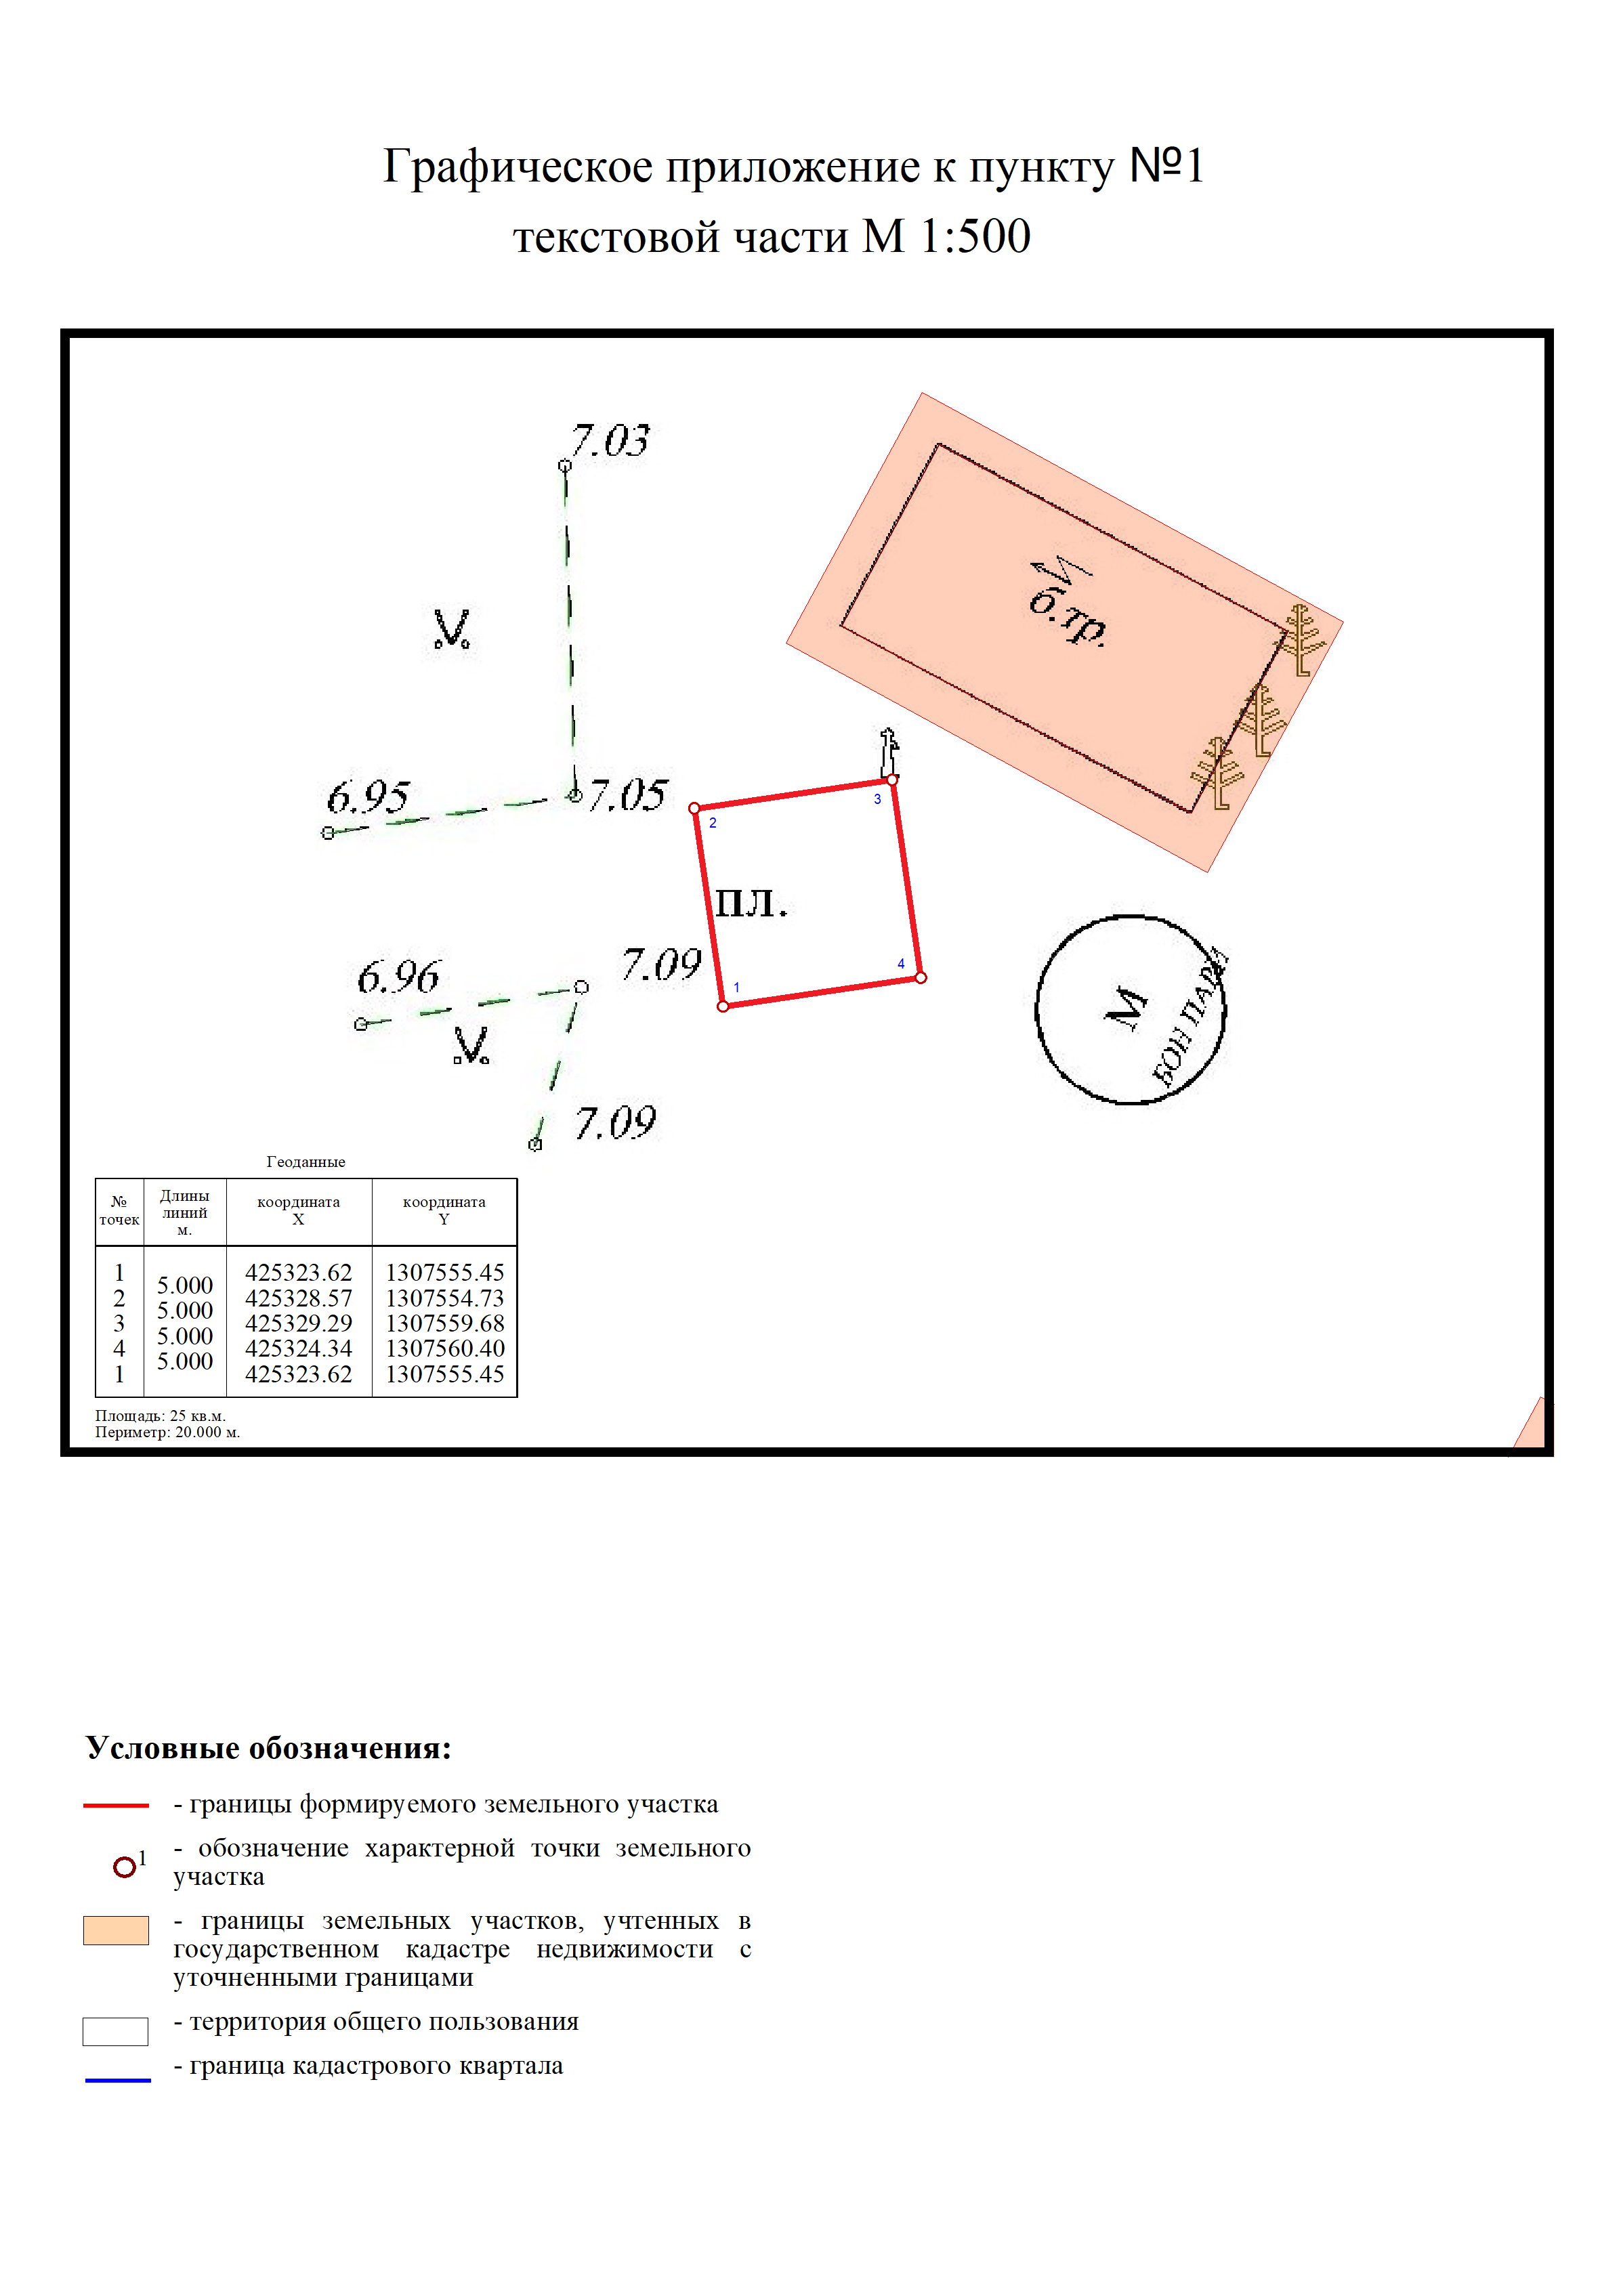 Графическое приложение к пункту №1
текстовой части М 1:500
7.03
б.тр.
6.95
7.05
2
3
ПЛ.
6.96
7.09
1
4
М
БОН ПАРИ
7.09
Геоданные
№ точек
Длины линий м.
координата X
координата Y
1 425323.62 1307555.45
5.000
2 425328.57 1307554.73
5.000
3 425329.29 1307559.68
5.000
4 425324.34 1307560.40
5.000
1 425323.62 1307555.45
Площадь: 25 кв.м.
Периметр: 20.000 м.
Условные обозначения:
- границы формируемого земельного участка
1
- обозначение характерной точки земельного
участка
- границы земельных участков, учтенных в
государственном кадастре недвижимости с
уточненными границами
- территория общего пользования
- граница кадастрового квартала